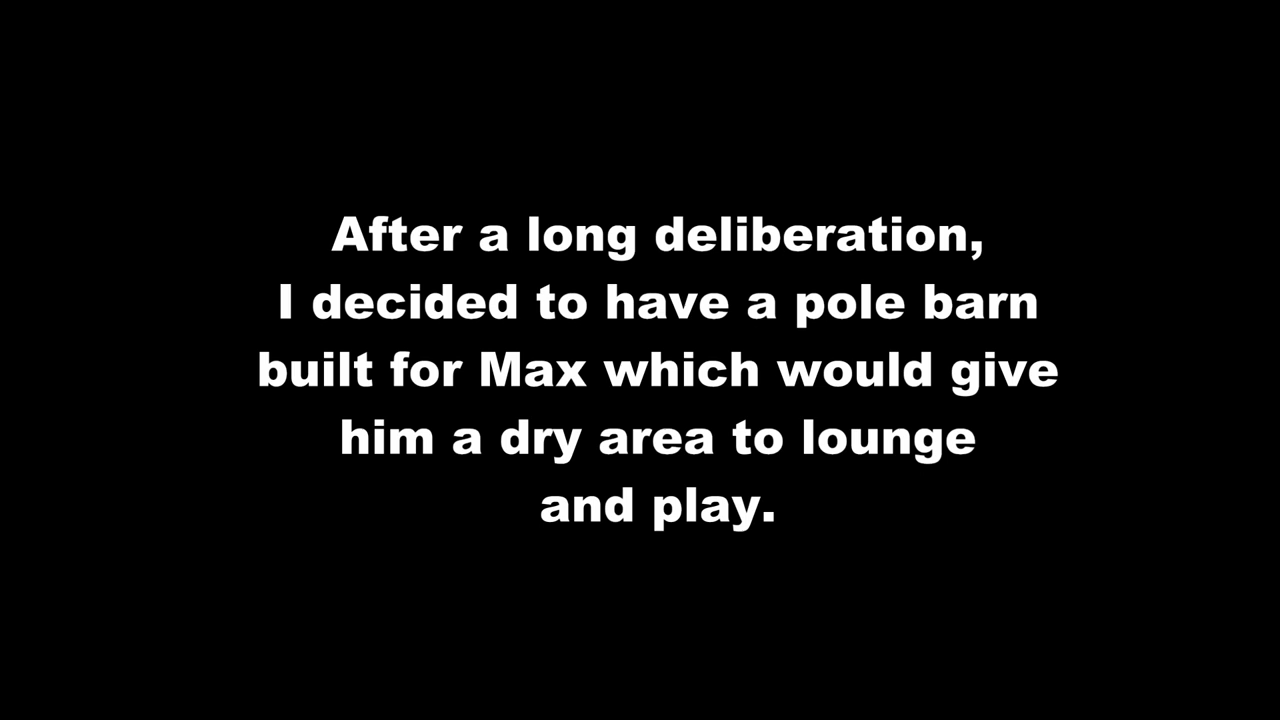 After a long deliberation,
I decided to have a pole barn
built for Max which would give
him a dry area to lounge
and play.